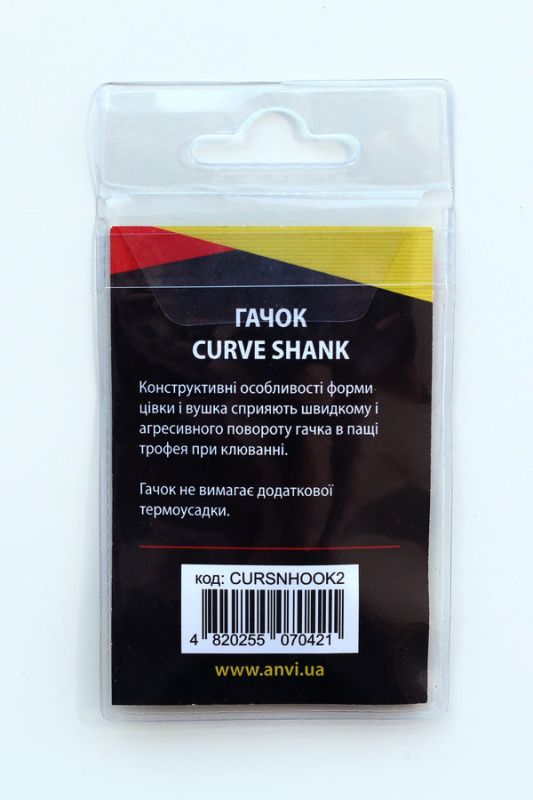 ГАЧОК
CURVE SHANK
Конструктивні особливості форми
цівки і вушка сприяють швидкому і
агресивного повороту гачка в пащі
трофея при клюванні.
Гачок не вимагає додаткової
термоусадки.
код: CURSNHOOK2
4 820255 070421
www.anvi.ua